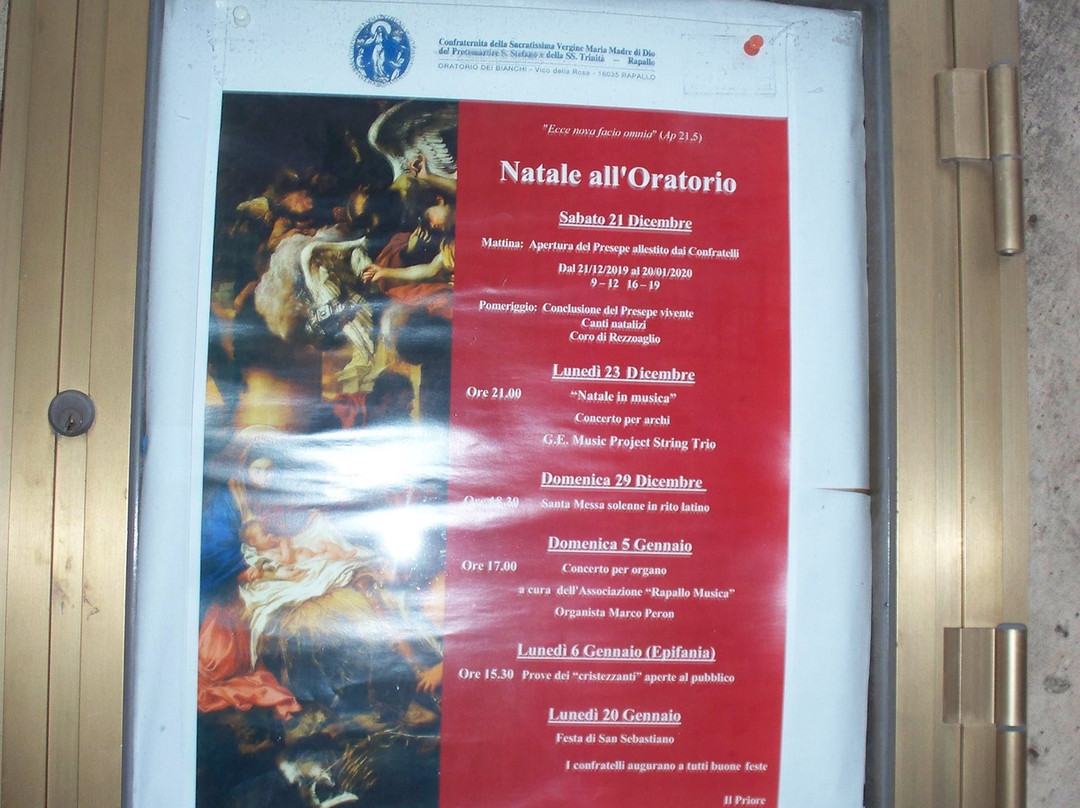 Confraternita della Sacratissima Vergine Maria Madre di Dio
del Protomartire S. Stefano e della SS. Trinità — Rapallo
ORATORIO DEI BIANCHI - Vico della Rosa - 16035 RAPALLO
"Ecce nova facio omnia" (Ap 21,5)
Natale all'Oratorio
Sabato 21 Dicembre
Mattina: Apertura del Presepe allestito dai Confratelli
Dal 21/12/2019 al 20/01/2020
9 – 12 16 – 19
Pomeriggio: Conclusione del Presepe vivente
Canti natalizi
Coro di Rezzoaglio
Lunedì 23 Dicembre
Ore 21.00 “Natale in musica”
Concerto per archi
G.E. Music Project String Trio
Domenica 29 Dicembre
Ore Santa Messa solenne in rito latino
Domenica 5 Gennaio
Ore 17.00 Concerto per organo
a cura dell'Associazione “Rapallo Musica”
Organista Marco Peron
Lunedì 6 Gennaio (Epifania)
Ore 15.30 Prove dei “cristezzanti” aperte al pubblico
Lunedì 20 Gennaio
Festa di San Sebastiano
I confratelli augurano a tutti buone feste
Il Priore